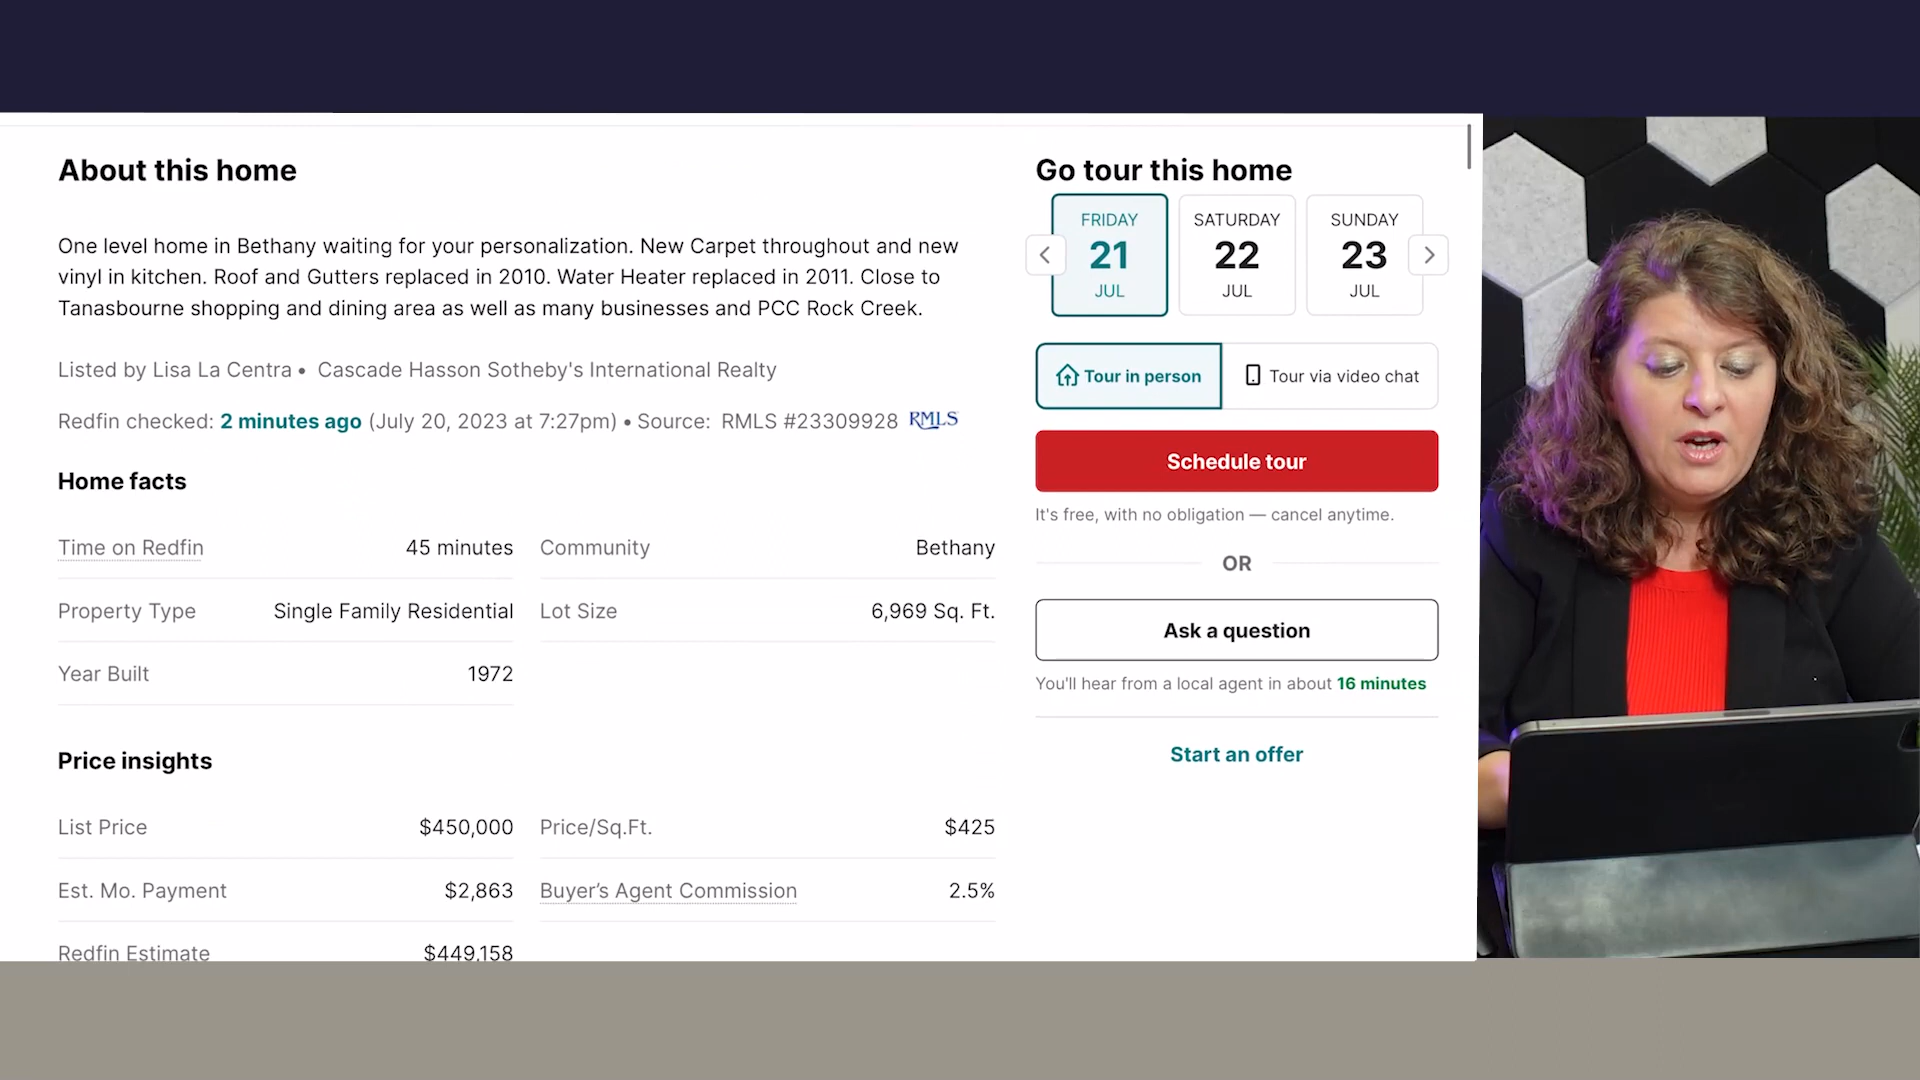 About this home
One level home in Bethany waiting for your personalization. New Carpet throughout and new
vinyl in kitchen. Roof and Gutters replaced in 2010. Water Heater replaced in 2011. Close to
Tanasbourne shopping and dining area as well as many businesses and PCC Rock Creek.
Listed by Lisa La Centra • Cascade Hasson Sotheby's International Realty
Redfin checked: 2 minutes ago (July 20, 2023 at 7:27pm) • Source: RMLS #23309928 RMLS
Home facts
Time on Redfin 45 minutes
Community Bethany
Property Type Single Family Residential
Lot Size 6,969 Sq. Ft.
Year Built 1972
Price insights
List Price $450,000
Price/Sq.Ft. $425
Est. Mo. Payment $2,863
Buyer’s Agent Commission 2.5%
Redfin Estimate $449,158
Go tour this home
FRIDAY
21
JUL
SATURDAY
22
JUL
SUNDAY
23
JUL
Tour in person
Tour via video chat
Schedule tour
It's free, with no obligation — cancel anytime.
OR
Ask a question
You'll hear from a local agent in about 16 minutes
Start an offer